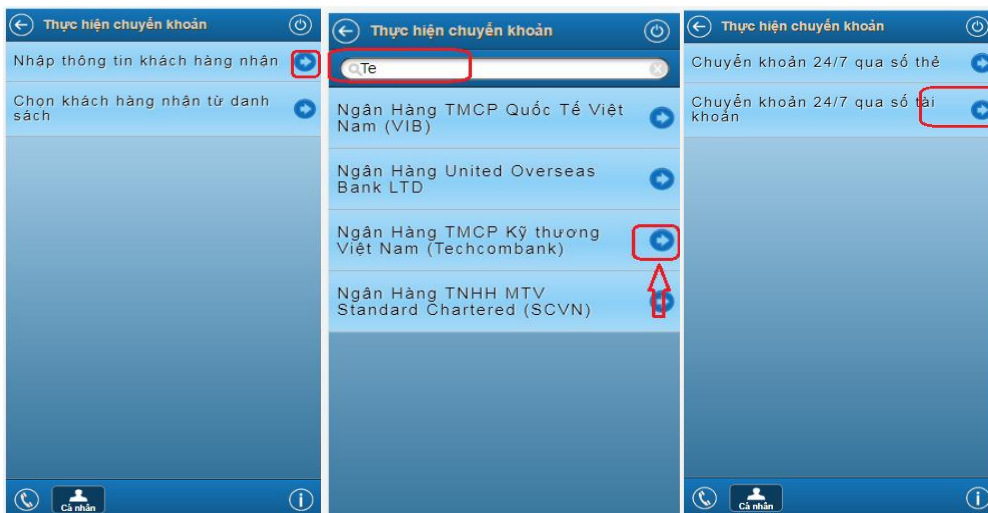 Thực hiện chuyển khoản
Nhập thông tin khách hàng nhận
Chọn khách hàng nhận từ danh
sách
Cá nhân
Thực hiện chuyển khoản
Te
Ngân Hàng TMCP Quốc Tế Việt
Nam (VIB)
Ngân Hàng United Overseas
Bank LTD
Ngân Hàng TMCP Kỹ thương
Việt Nam (Techcombank)
Ngân Hàng TNHH MTV
Standard Chartered (SCVN)
Thực hiện chuyển khoản
Chuyển khoản 24/7 qua số thẻ
Chuyển khoản 24/7 qua số tài
khoản
Cá nhân